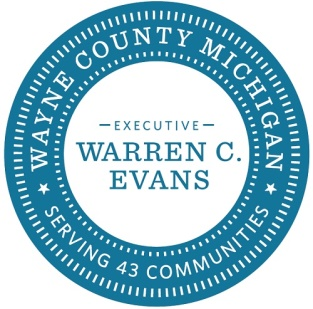 WAYNE COUNTY MICHIGAN
EXECUTIVE
WARREN C.
EVANS
SERVING 43 COMMUNITIES